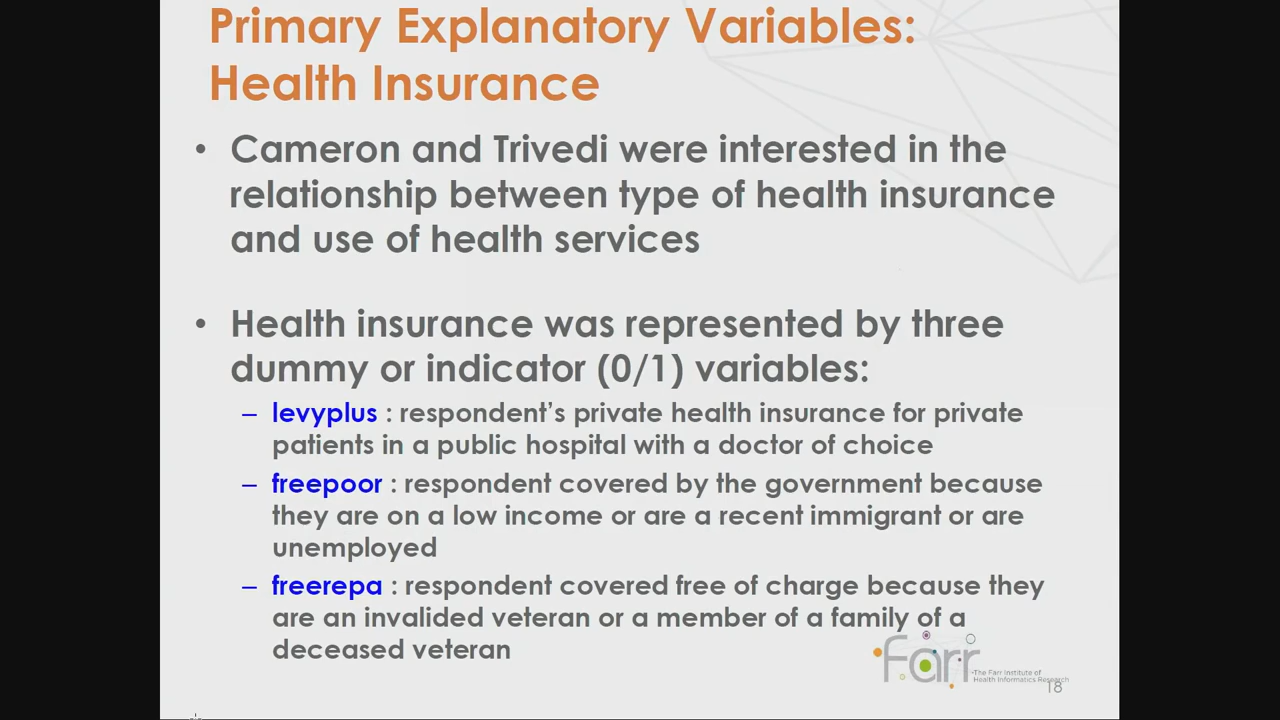 Primary Explanatory Variables:
Health Insurance
• Cameron and Trivedi were interested in the
relationship between type of health insurance
and use of health services
• Health insurance was represented by three
dummy or indicator (0/1) variables:
– levyplus : respondent's private health insurance for private
patients in a public hospital with a doctor of choice
– freepoor : respondent covered by the government because
they are on a low income or are a recent immigrant or are
unemployed
– freerepa : respondent covered free of charge because they
are an invalided veteran or a member of a family of a
deceased veteran
farr
The Farr Institute of
Health Informatics Research
18